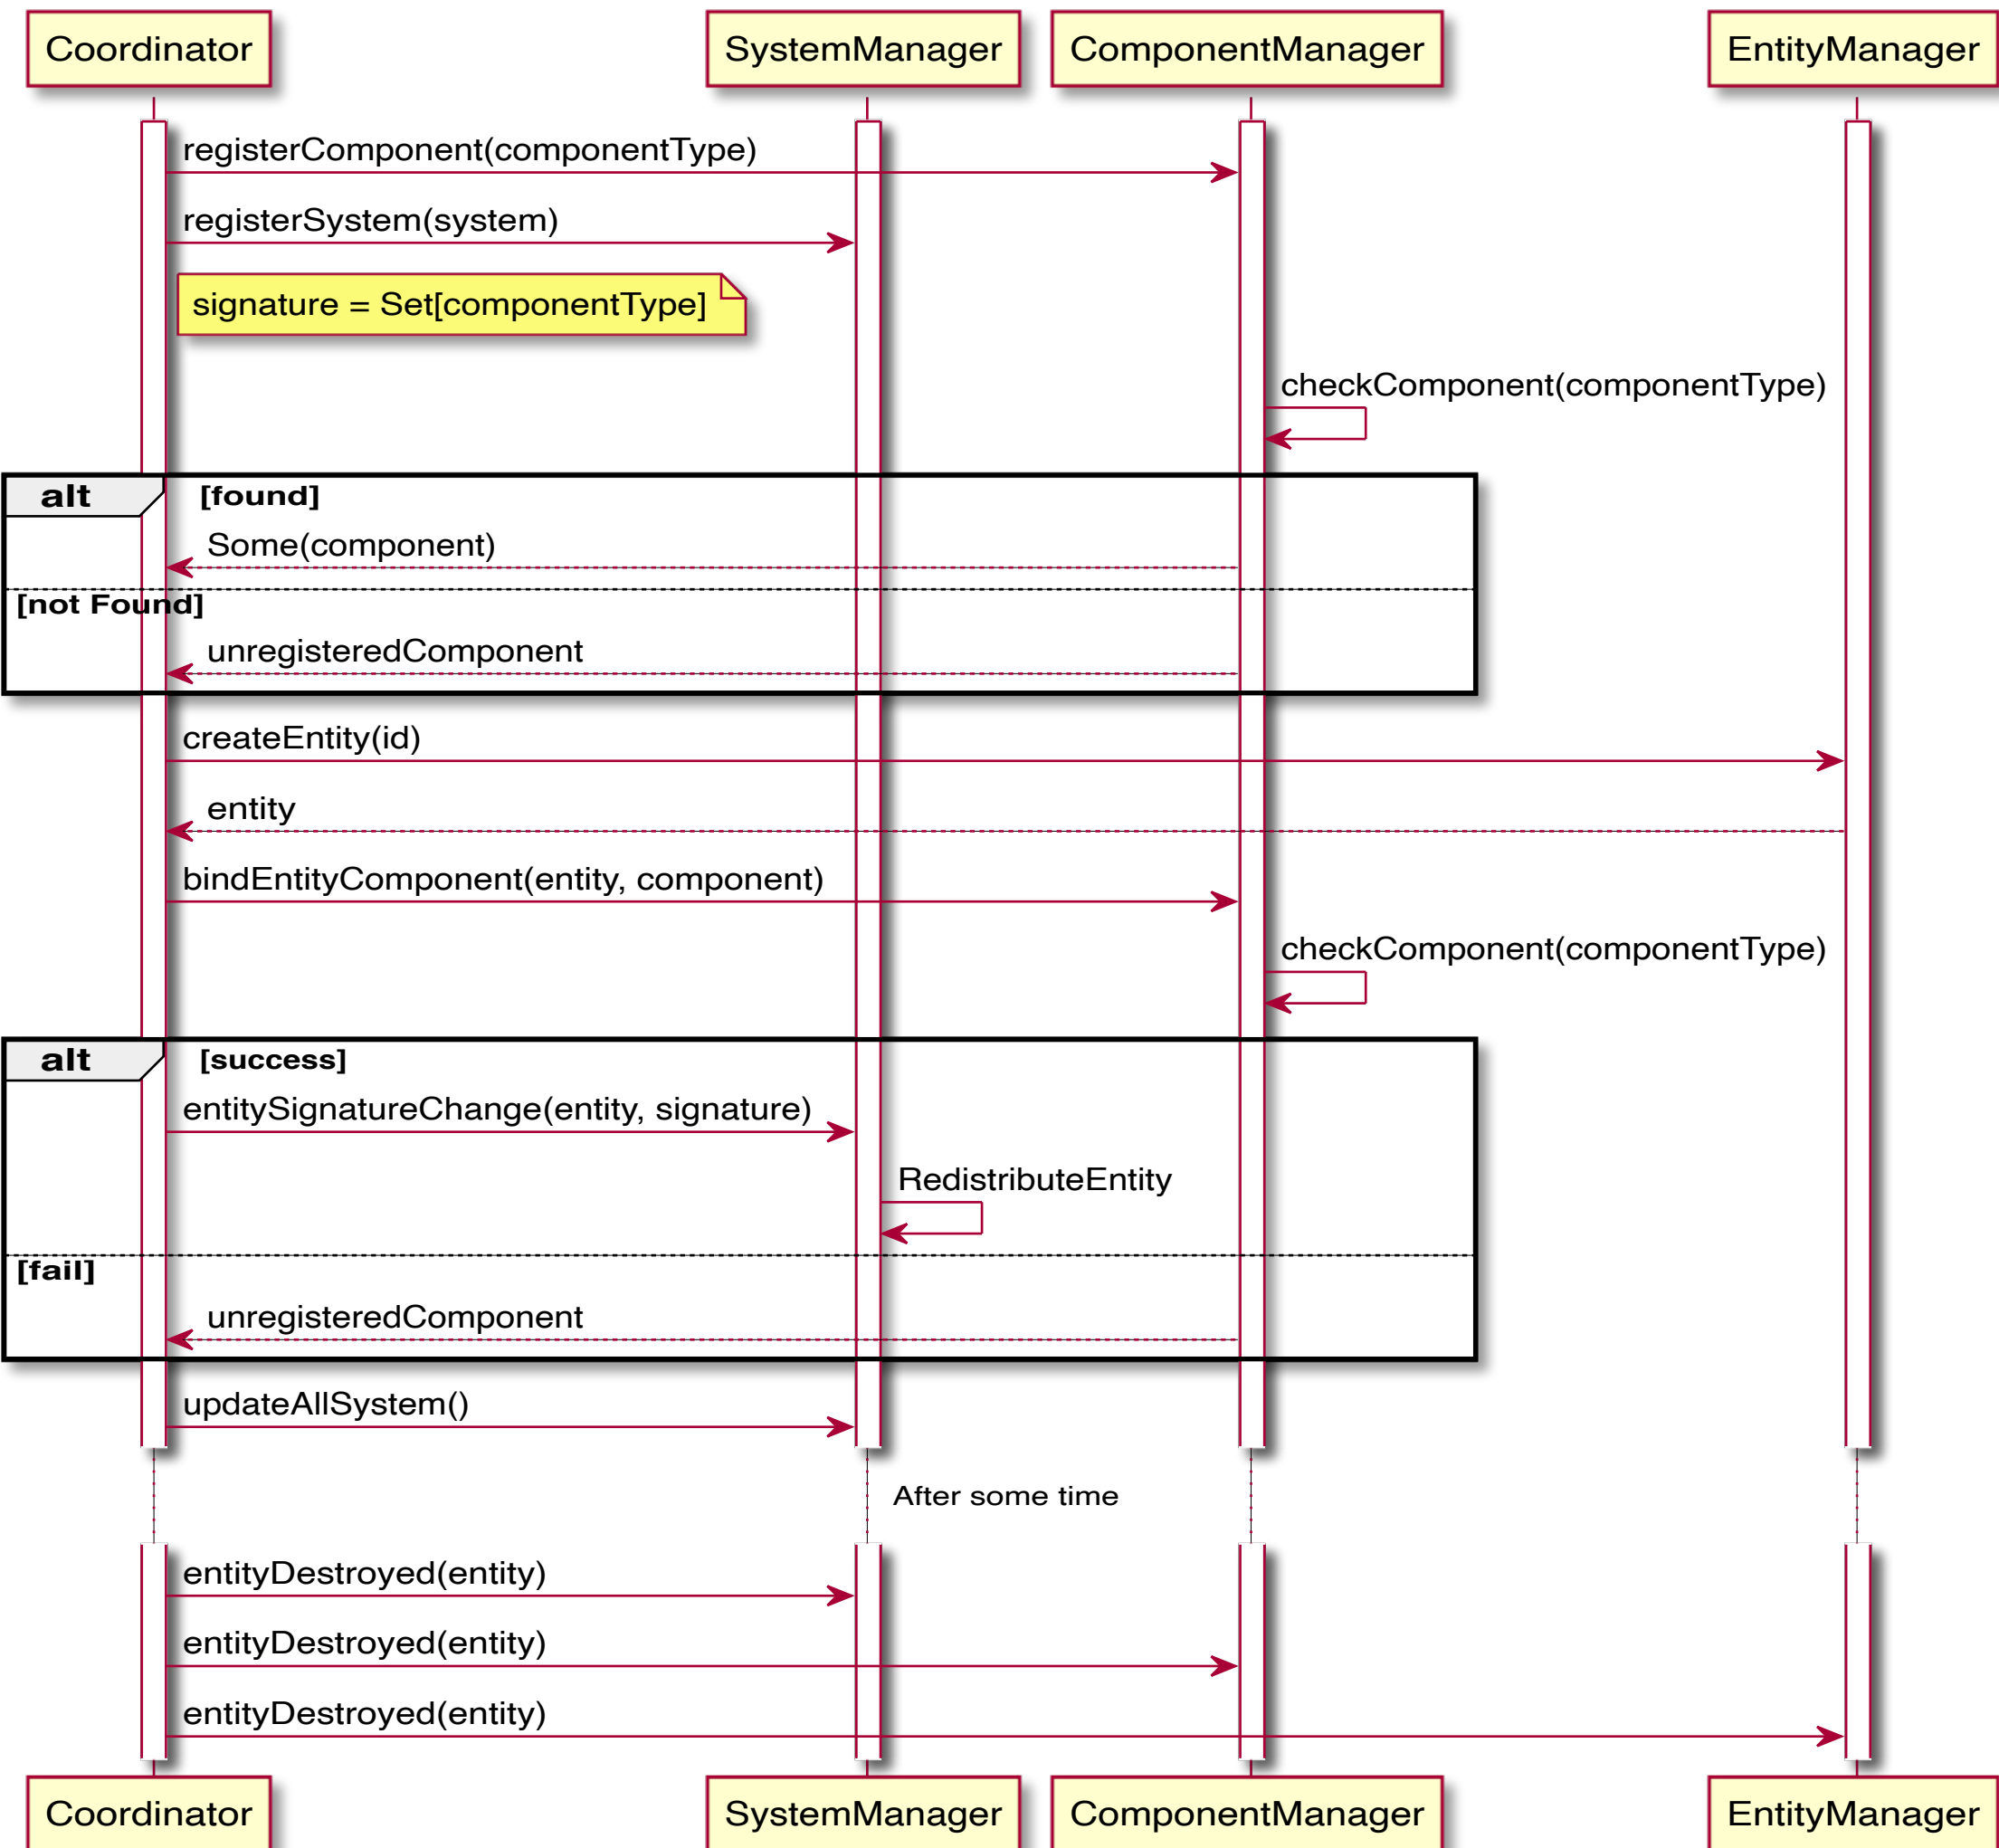 Coordinator SystemManager ComponentManager EntityManager
registerComponent(componentType)
registerSystem(system)
signature = Set[componentType]
checkComponent(componentType)
alt [found]
Some(component)
[not Found]
unregisteredComponent
createEntity(id)
entity
bindEntityComponent(entity, component)
checkComponent(componentType)
alt [success]
entitySignatureChange(entity, signature)
RedistributeEntity
[fail]
unregisteredComponent
updateAllSystem()
After some time
entityDestroyed(entity)
entityDestroyed(entity)
entityDestroyed(entity)
Coordinator SystemManager ComponentManager EntityManager